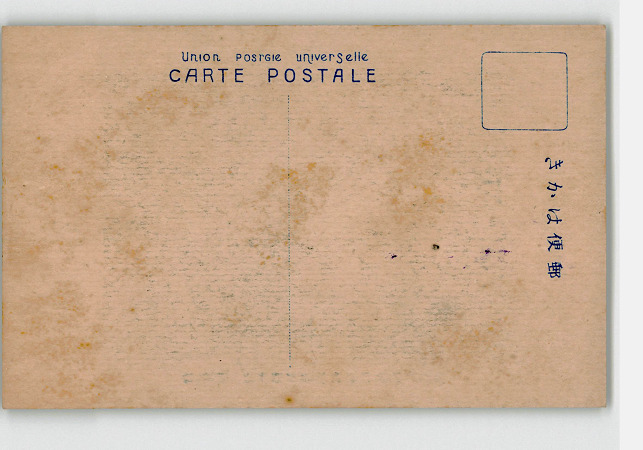 Union postale universelle
CARTE POSTALE
きかは便郵